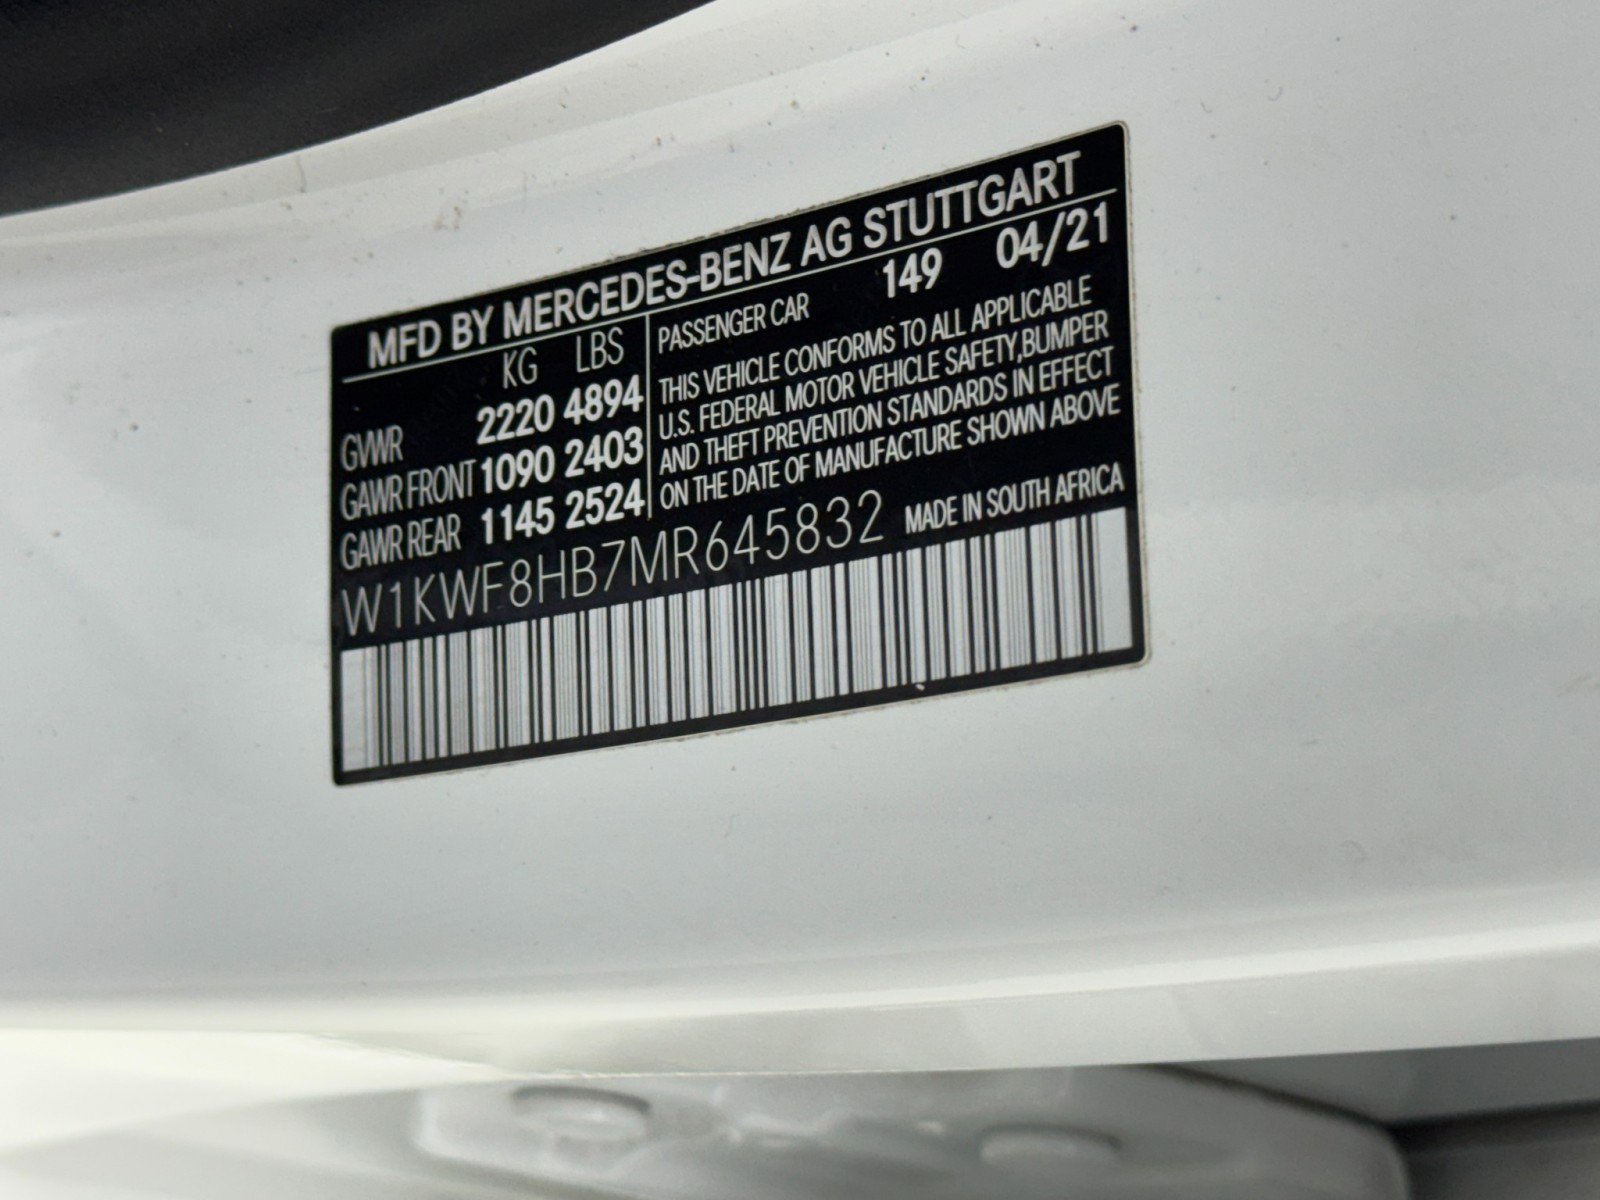 MFD BY MERCEDES-BENZ AG STUTTGART
KG LBS
GVWR 2220 4894
GAWR FRONT 1090 2403
GAWR REAR 1145 2524
PASSENGER CAR 149 04/21
THIS VEHICLE CONFORMS TO ALL APPLICABLE
U.S. FEDERAL MOTOR VEHICLE SAFETY,BUMPER
AND THEFT PREVENTION STANDARDS IN EFFECT
ON THE DATE OF MANUFACTURE SHOWN ABOVE
W1KWF8HB7MR645832 MADE IN SOUTH AFRICA